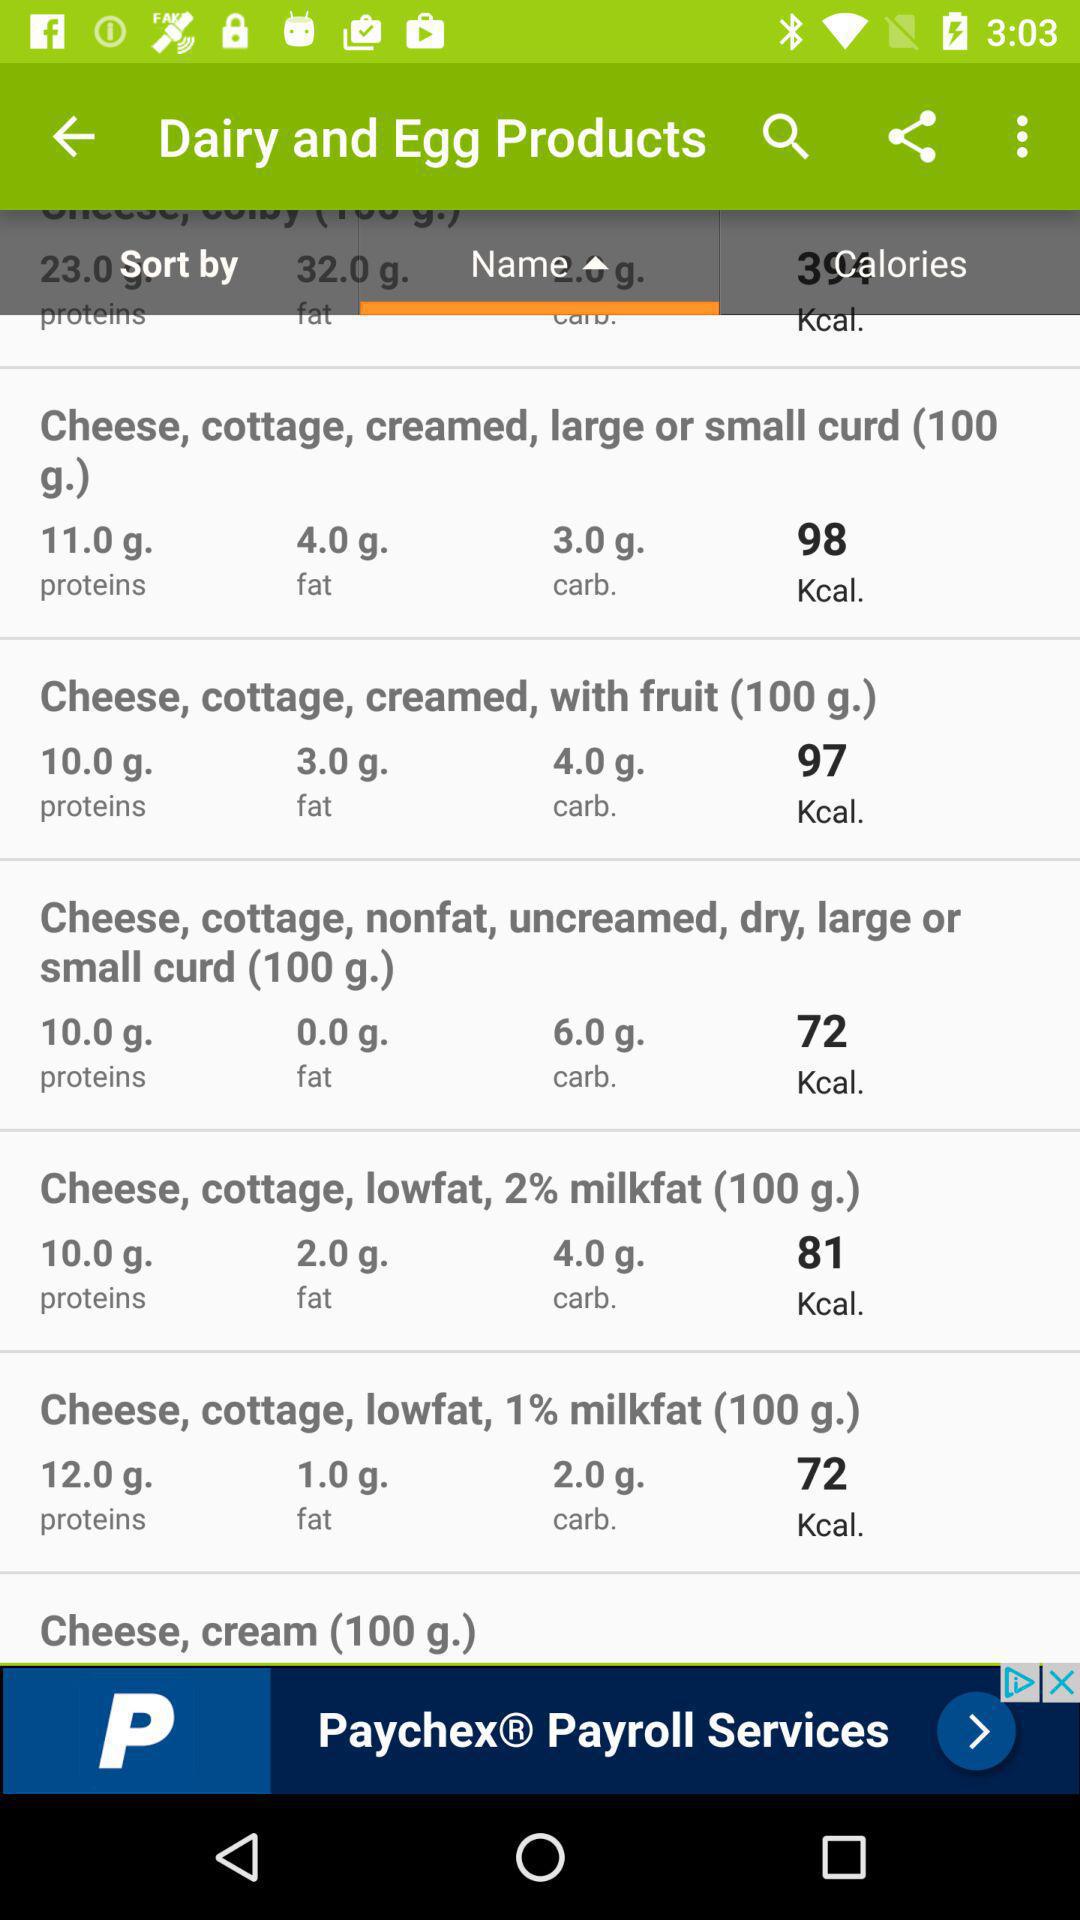 FAKE
3:03
Dairy and Egg Products
Cheese, colby (100 g.)
Sort by Name Calories
23.0 g. 32.0 g. 2.0 g. 394
proteins fat carb. Kcal.
Cheese, cottage, creamed, large or small curd (100
g.)
11.0 g. 4.0 g. 3.0 g. 98
proteins fat carb. Kcal.
Cheese, cottage, creamed, with fruit (100 g.)
10.0 g. 3.0 g. 4.0 g. 97
proteins fat carb. Kcal.
Cheese, cottage, nonfat, uncreamed, dry, large or
small curd (100 g.)
10.0 g. 0.0 g. 6.0 g. 72
proteins fat carb. Kcal.
Cheese, cottage, lowfat, 2% milkfat (100 g.)
10.0 g. 2.0 g. 4.0 g. 81
proteins fat carb. Kcal.
Cheese, cottage, lowfat, 1% milkfat (100 g.)
12.0 g. 1.0 g. 2.0 g. 72
proteins fat carb. Kcal.
Cheese, cream (100 g.)
P Paychex® Payroll Services